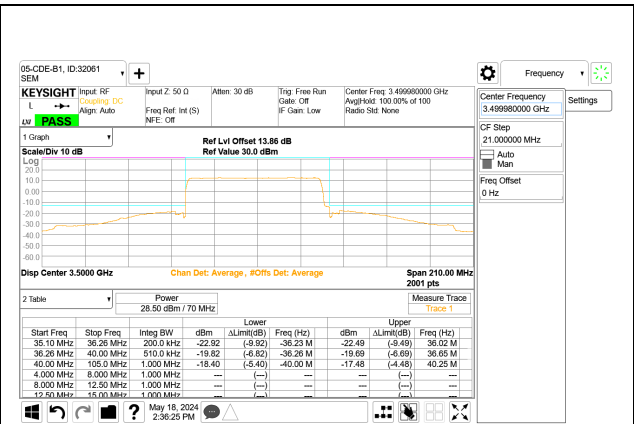 05-CDE-B1, ID:32061
SEM
Frequency
KEYSIGHT
L
LXI PASS
Input: RF
Coupling: DC
Align: Auto
Input Z: 50 Ω
Freq Ref: Int (S)
NFE: Off
Atten: 30 dB
Trig: Free Run
Gate: Off
IF Gain: Low
Center Freq: 3.499980000 GHz
Avg|Hold: 100.00% of 100
Radio Std: None
Center Frequency
3.499980000 GHz
Settings
CF Step
21.000000 MHz
Auto
Man
Freq Offset
0 Hz
1 Graph
Scale/Div 10 dB
Ref Lvl Offset 13.86 dB
Ref Value 30.0 dBm
Log
20.0
10.0
0.00
-10.0
-20.0
-30.0
-40.0
-50.0
-60.0
Disp Center 3.5000 GHz
Chan Det: Average , #Offs Det: Average
Span 210.00 MHz
2001 pts
2 Table
Power
28.50 dBm / 70 MHz
Measure Trace
Trace 1
Lower Upper
Start Freq Stop Freq Integ BW dBm ΔLimit(dB) Freq (Hz) dBm ΔLimit(dB) Freq (Hz)
35.10 MHz 36.26 MHz 200.0 kHz -22.92 (-9.92) -36.23 M -22.49 (-9.49) 36.02 M
36.26 MHz 40.00 MHz 510.0 kHz -19.82 (-6.82) -36.26 M -19.69 (-6.69) 36.65 M
40.00 MHz 105.0 MHz 1.000 MHz -18.40 (-5.40) -40.00 M -17.48 (-4.48) 40.25 M
4.000 MHz 8.000 MHz 1.000 MHz --- (---) --- --- (---) ---
8.000 MHz 12.50 MHz 1.000 MHz --- (---) --- --- (---) ---
12.50 MHz 15.00 MHz 1.000 MHz --- (---) --- --- (---) ---
May 18, 2024
2:36:25 PM